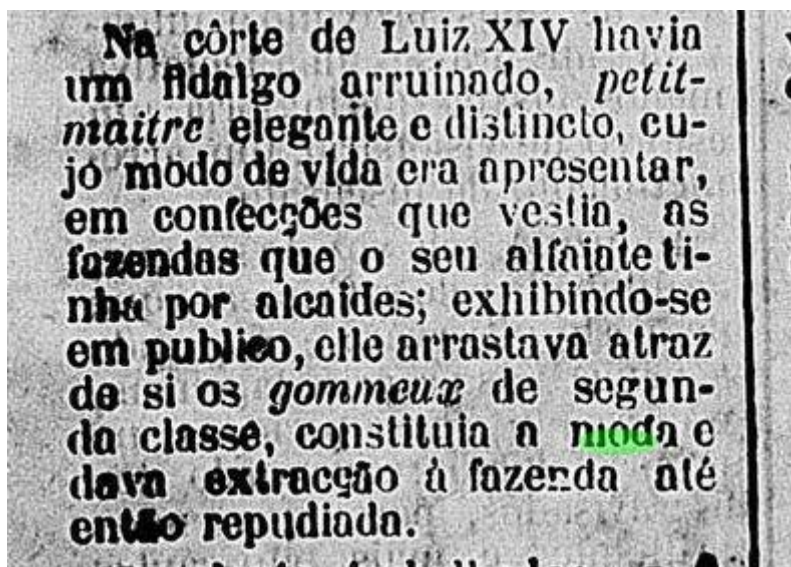 Na côrte de Luiz XIV havia
um fidalgo arruinado, petit-
maitre elegante e distincto, cu-
jo modo de vida era apresentar,
em confecções que vestia, as
fazendas que o seu alfaiate ti-
nha por alcaides; exhibindo-se
em publico, elle arrastava atraz
de si os gommeux de segun-
da classe, constituia a moda e
dava extracção á fazenda até
então repudiada.